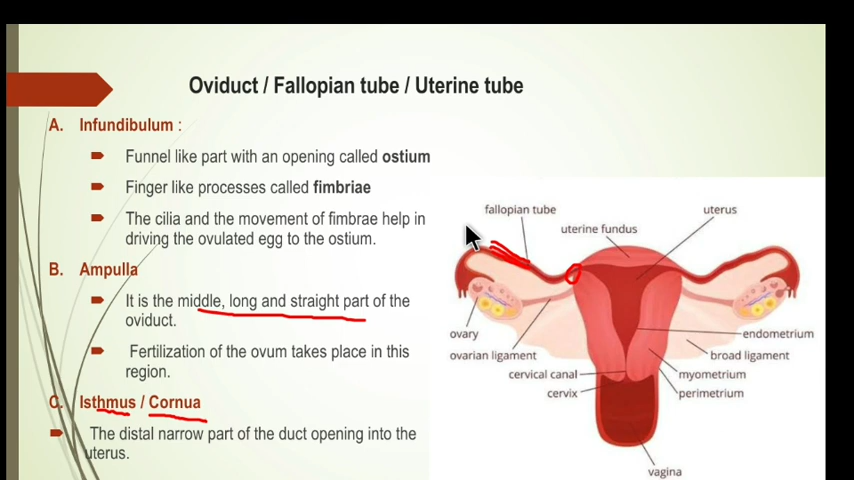 Oviduct / Fallopian tube / Uterine tube
A. Infundibulum :
Funnel like part with an opening called ostium
Finger like processes called fimbriae
The cilia and the movement of fimbrae help in
driving the ovulated egg to the ostium.
B. Ampulla
It is the middle, long and straight part of the
oviduct.
Fertilization of the ovum takes place in this
region.
C. Isthmus / Cornua
The distal narrow part of the duct opening into the
uterus.
fallopian tube
uterus
uterine fundus
ovary
endometrium
ovarian ligament
broad ligament
cervical canal
myometrium
cervix
perimetrium
vagina